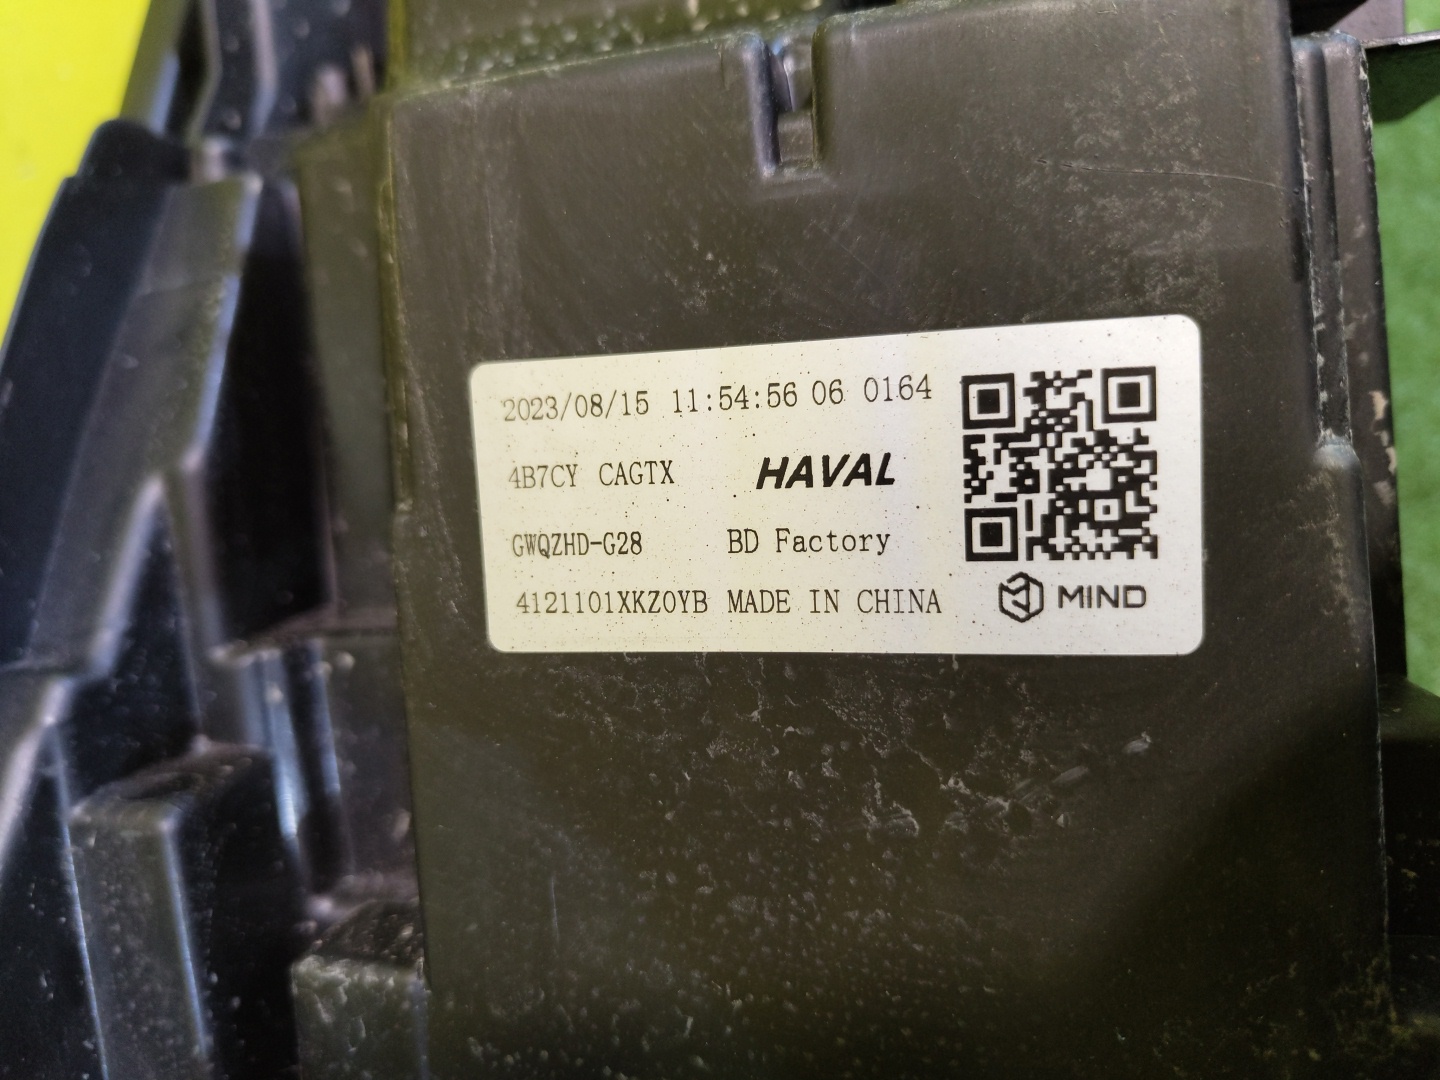 2023/08/15 11:54:56 06 0164
4B7CY CAGTX HAVAL
GWQZHD-G28 BD Factory
4121101XKZ0YB MADE IN CHINA
MIND